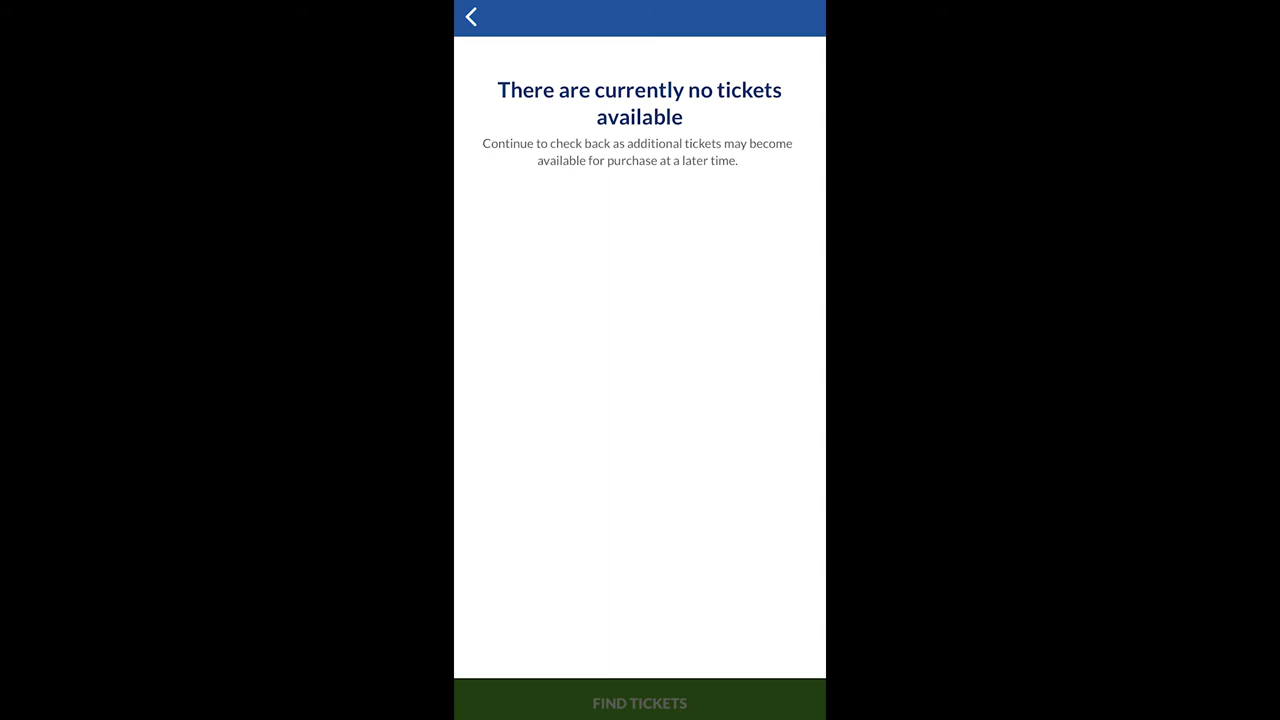 There are currently no tickets
available
Continue to check back as additional tickets may become
available for purchase at a later time.
FIND TICKETS